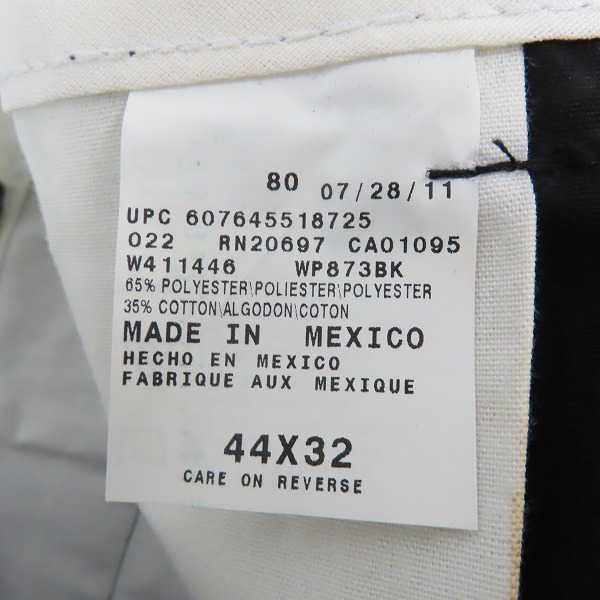 80 07/28/11
UPC 607645518725
022 RN20697 CA01095
W411446 WP873BK
65% POLYESTER\POLIESTER\POLYESTER
35% COTTON\ALGODON\COTON
MADE IN MEXICO
HECHO EN MEXICO
FABRIQUE AUX MEXIQUE
44X32
CARE ON REVERSE